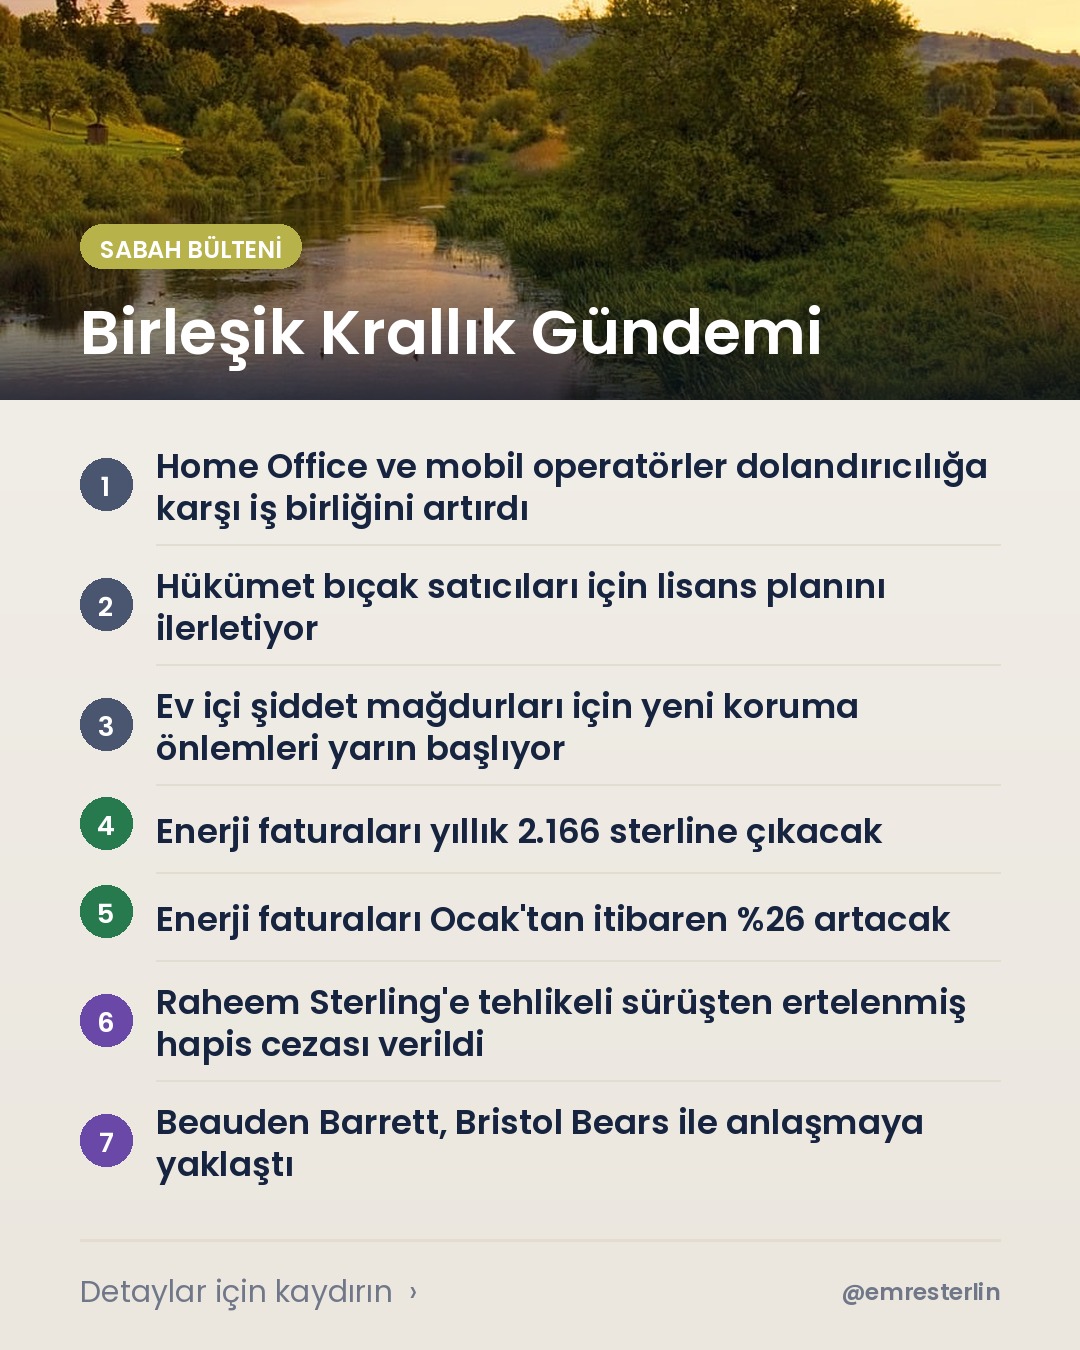 SABAH BÜLTENİ
Birleşik Krallık Gündemi
1
Home Office ve mobil operatörler dolandırıcılığa
karşı iş birliğini artırdı
2
Hükümet bıçak satıcıları için lisans planını
ilerletiyor
3
Ev içi şiddet mağdurları için yeni koruma
önlemleri yarın başlıyor
4
Enerji faturaları yıllık 2.166 sterline çıkacak
5
Enerji faturaları Ocak'tan itibaren %26 artacak
6
Raheem Sterling'e tehlikeli sürüşten ertelenmiş
hapis cezası verildi
7
Beauden Barrett, Bristol Bears ile anlaşmaya
yaklaştı
Detaylar için kaydırın ›
@emresterlin